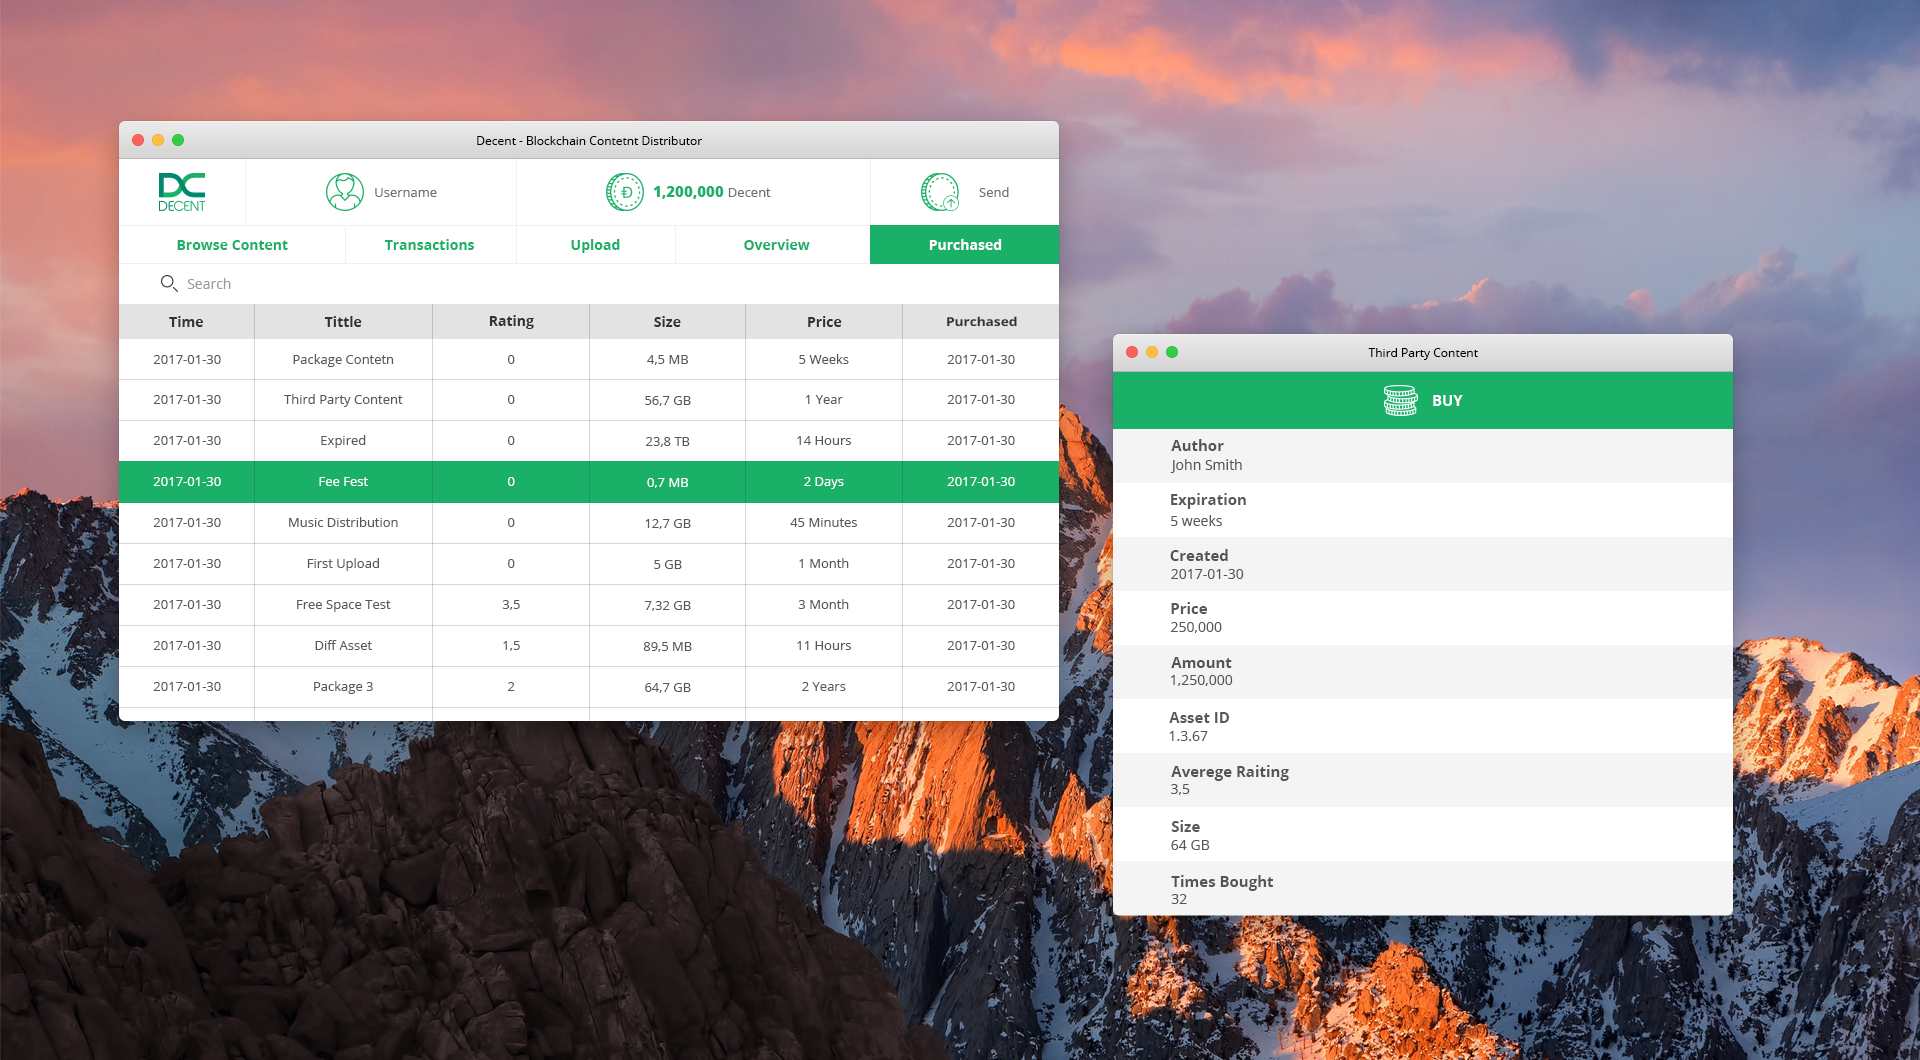 Decent - Blockchain Contetnt Distributor
DC
DECENT
Username
Đ
1,200,000 Decent
Send
Browse Content Transactions Upload Overview Purchased
Search
Time Tittle Rating Size Price Purchased
2017-01-30 Package Contetn 0 4,5 MB 5 Weeks 2017-01-30
2017-01-30 Third Party Content 0 56,7 GB 1 Year 2017-01-30
2017-01-30 Expired 0 23,8 TB 14 Hours 2017-01-30
2017-01-30 Fee Fest 0 0,7 MB 2 Days 2017-01-30
2017-01-30 Music Distribution 0 12,7 GB 45 Minutes 2017-01-30
2017-01-30 First Upload 0 5 GB 1 Month 2017-01-30
2017-01-30 Free Space Test 3,5 7,32 GB 3 Month 2017-01-30
2017-01-30 Diff Asset 1,5 89,5 MB 11 Hours 2017-01-30
2017-01-30 Package 3 2 64,7 GB 2 Years 2017-01-30
Third Party Content
BUY
Author
John Smith
Expiration
5 weeks
Created
2017-01-30
Price
250,000
Amount
1,250,000
Asset ID
1.3.67
Averege Raiting
3,5
Size
64 GB
Times Bought
32